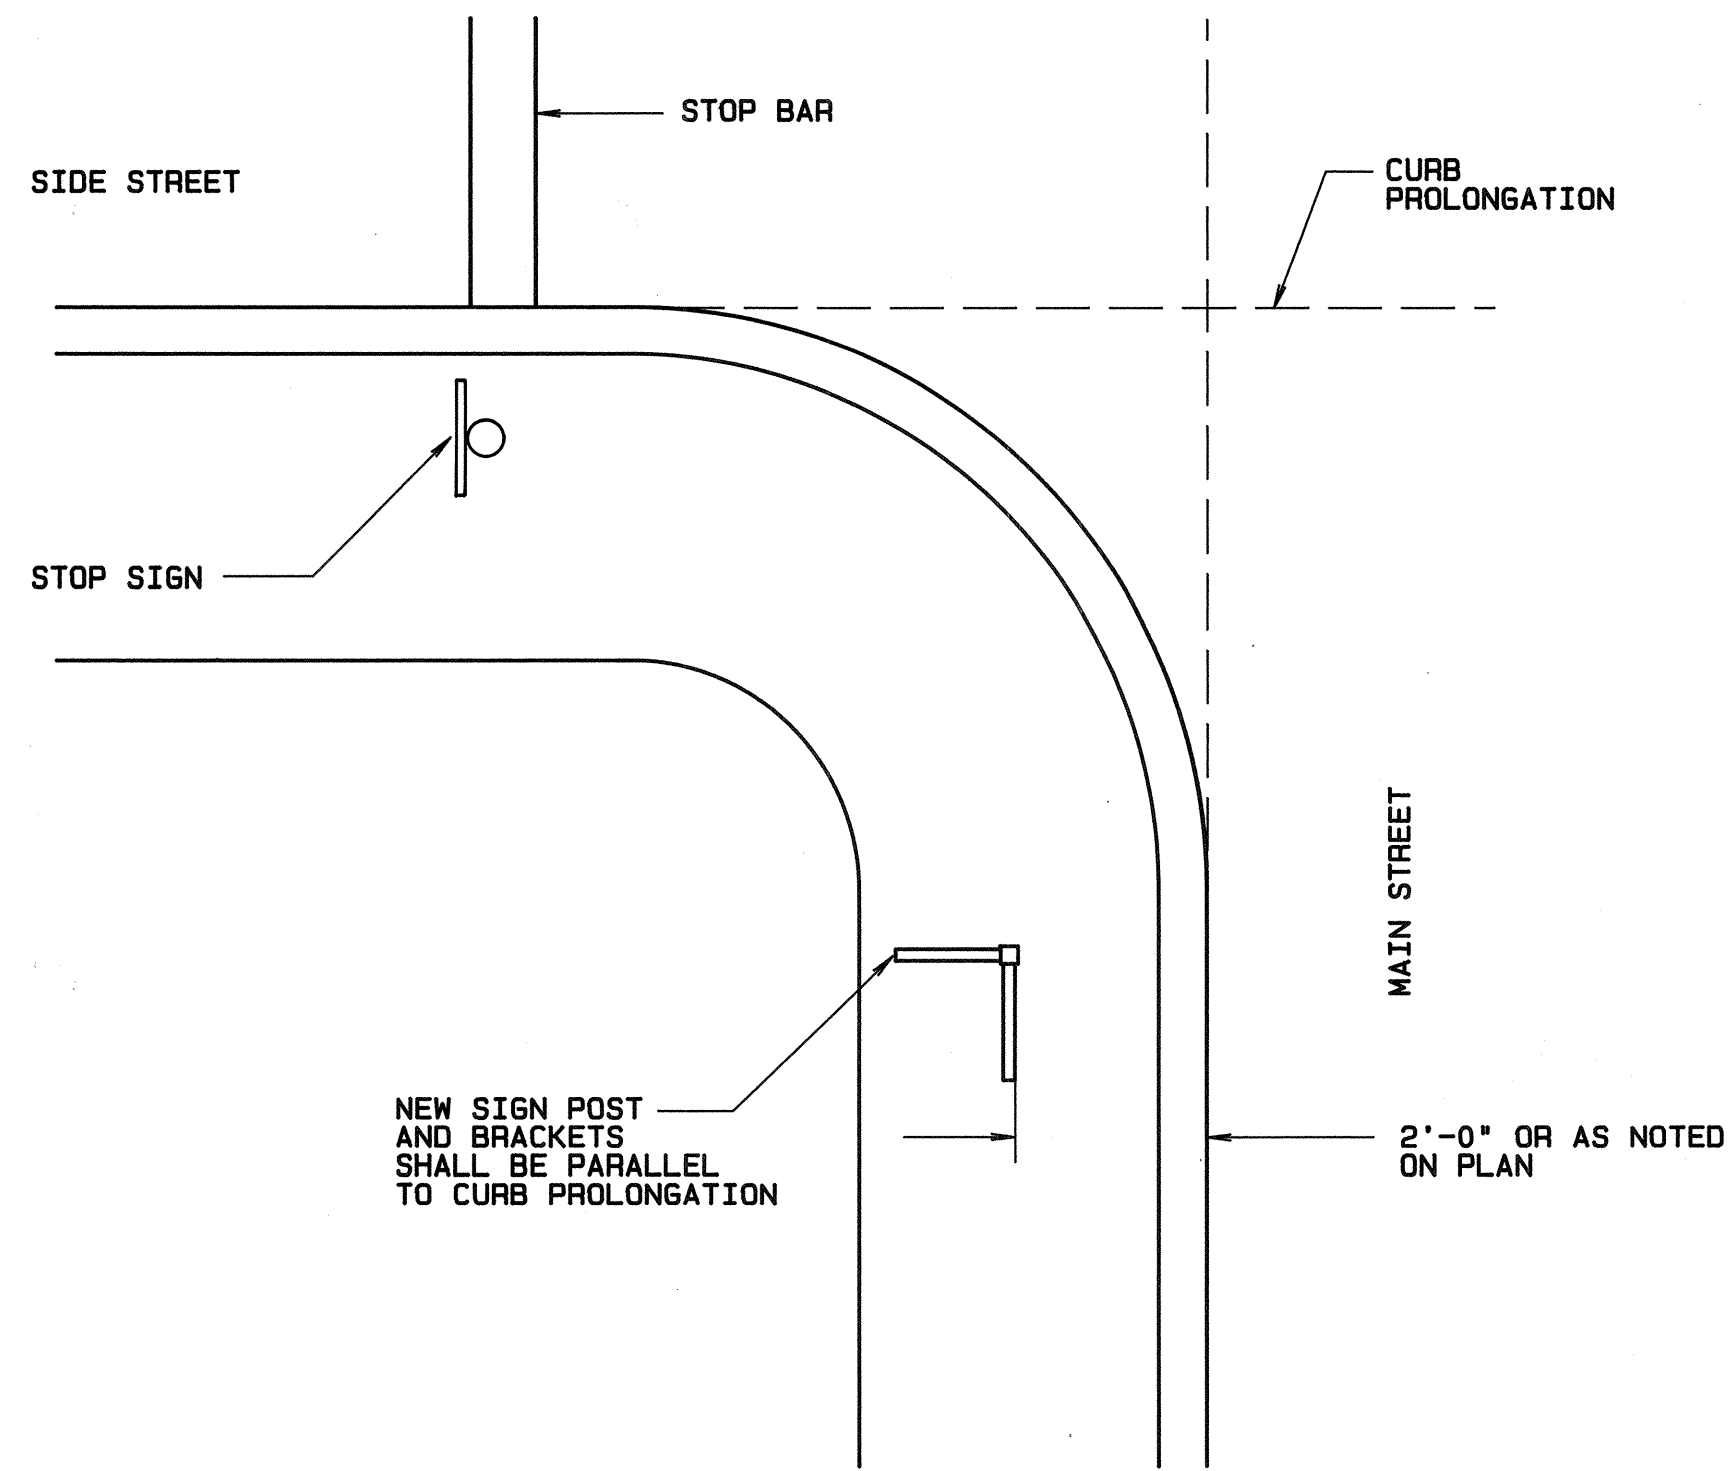 STOP BAR
SIDE STREET
CURB
PROLONGATION
STOP SIGN
MAIN STREET
NEW SIGN POST
AND BRACKETS
SHALL BE PARALLEL
TO CURB PROLONGATION
2'-0" OR AS NOTED
ON PLAN